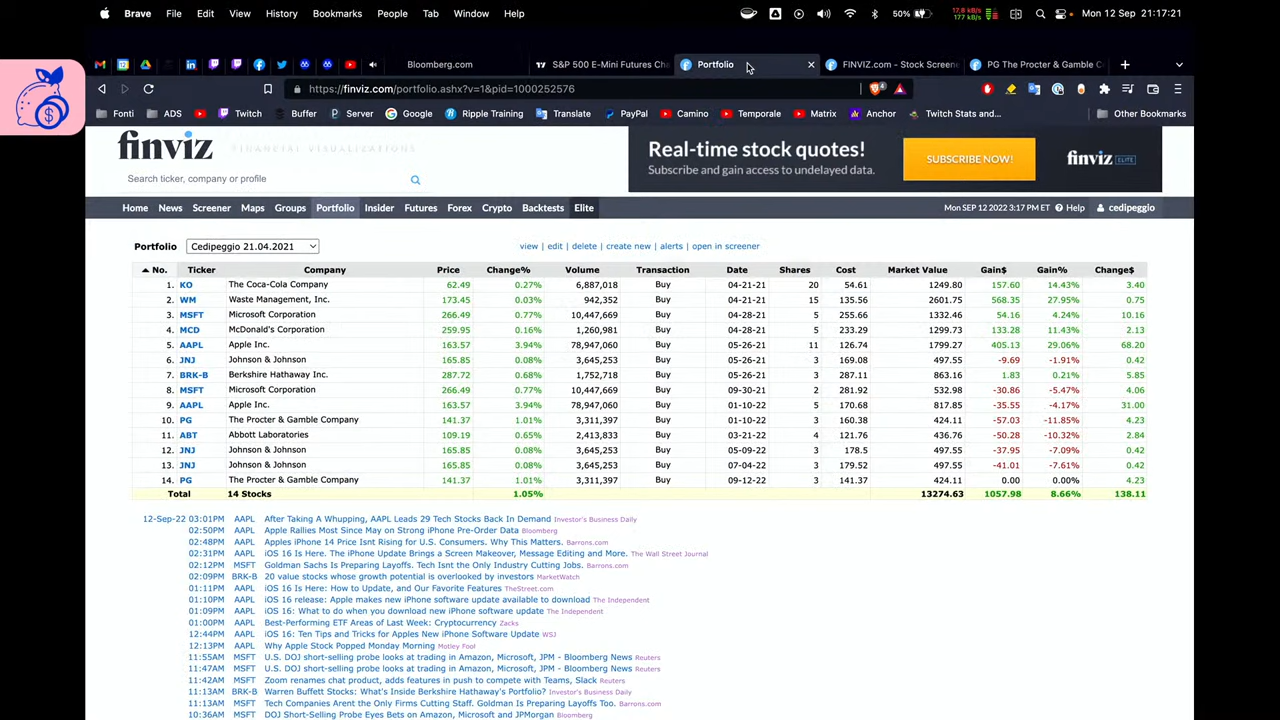 Brave File Edit View History Bookmarks People Tab Window Help 50% 17,8 kB/s 177 kB/s Mon 12 Sep 21:17:21
Bloomberg.com S&P 500 E-Mini Futures Cha Portfolio FINVIZ.com - Stock Screene PG The Procter & Gamble C
https://finviz.com/portfolio.ashx?v=1&pid=1000252576
Fonti ADS Twitch Buffer Server Google Ripple Training Translate PayPal Camino Temporale Matrix Anchor Twitch Stats and... Other Bookmarks
finviz FINANCIAL VISUALIZATIONS
Real-time stock quotes!
Subscribe and gain access to undelayed data.
SUBSCRIBE NOW!
finviz ELITE
Search ticker, company or profile
Home News Screener Maps Groups Portfolio Insider Futures Forex Crypto Backtests Elite Mon SEP 12 2022 3:17 PM ET Help cedipeggio
Portfolio Cedipeggio 21.04.2021 view | edit | delete | create new | alerts | open in screener
No. Ticker Company Price Change% Volume Transaction Date Shares Cost Market Value Gain$ Gain% Change$
1. KO The Coca-Cola Company 62.49 0.27% 6,887,018 Buy 04-21-21 20 54.61 1249.80 157.60 14.43% 3.40
2. WM Waste Management, Inc. 173.45 0.03% 942,352 Buy 04-21-21 15 135.56 2601.75 568.35 27.95% 0.75
3. MSFT Microsoft Corporation 266.49 0.77% 10,447,669 Buy 04-28-21 5 255.66 1332.46 54.16 4.24% 10.16
4. MCD McDonald's Corporation 259.95 0.16% 1,260,981 Buy 04-28-21 5 233.29 1299.73 133.28 11.43% 2.13
5. AAPL Apple Inc. 163.57 3.94% 78,947,060 Buy 05-26-21 11 126.74 1799.27 405.13 29.06% 68.20
6. JNJ Johnson & Johnson 165.85 0.08% 3,645,253 Buy 05-26-21 3 169.08 497.55 -9.69 -1.91% 0.42
7. BRK-B Berkshire Hathaway Inc. 287.72 0.68% 1,752,718 Buy 05-26-21 3 287.11 863.16 1.83 0.21% 5.85
8. MSFT Microsoft Corporation 266.49 0.77% 10,447,669 Buy 09-30-21 2 281.92 532.98 -30.86 -5.47% 4.06
9. AAPL Apple Inc. 163.57 3.94% 78,947,060 Buy 01-10-22 5 170.68 817.85 -35.55 -4.17% 31.00
10. PG The Procter & Gamble Company 141.37 1.01% 3,311,397 Buy 01-10-22 3 160.38 424.11 -57.03 -11.85% 4.23
11. ABT Abbott Laboratories 109.19 0.65% 2,413,833 Buy 03-21-22 4 121.76 436.76 -50.28 -10.32% 2.84
12. JNJ Johnson & Johnson 165.85 0.08% 3,645,253 Buy 05-09-22 3 178.5 497.55 -37.95 -7.09% 0.42
13. JNJ Johnson & Johnson 165.85 0.08% 3,645,253 Buy 07-04-22 3 179.52 497.55 -41.01 -7.61% 0.42
14. PG The Procter & Gamble Company 141.37 1.01% 3,311,397 Buy 09-12-22 3 141.37 424.11 0.00 0.00% 4.23
Total 14 Stocks 1.05% 13274.63 1057.98 8.66% 138.11
12-Sep-22 03:01PM AAPL After Taking A Whupping, AAPL Leads 29 Tech Stocks Back In Demand Investor's Business Daily
02:50PM AAPL Apple Rallies Most Since May on Strong iPhone Pre-Order Data Bloomberg
02:48PM AAPL Apples iPhone 14 Price Isnt Rising for U.S. Consumers. Why This Matters. Barrons.com
02:31PM AAPL iOS 16 Is Here. The iPhone Update Brings a Screen Makeover, Message Editing and More. The Wall Street Journal
02:12PM MSFT Goldman Sachs Is Preparing Layoffs. Tech Isnt the Only Industry Cutting Jobs. Barrons.com
02:09PM BRK-B 20 value stocks whose growth potential is overlooked by investors MarketWatch
01:11PM AAPL iOS 16 Is Here: How to Update, and Our Favorite Features TheStreet.com
01:10PM AAPL iOS 16 release: Apple makes new iPhone software update available to download The Independent
01:09PM AAPL iOS 16: What to do when you download new iPhone software update The Independent
01:00PM AAPL Best-Performing ETF Areas of Last Week: Cryptocurrency Zacks
12:44PM AAPL iOS 16: Ten Tips and Tricks for Apples New iPhone Software Update WSJ
12:13PM AAPL Why Apple Stock Popped Monday Morning Motley Fool
11:55AM MSFT U.S. DOJ short-selling probe looks at trading in Amazon, Microsoft, JPM - Bloomberg News Reuters
11:47AM MSFT U.S. DOJ short-selling probe looks at trading in Amazon, Microsoft, JPM - Bloomberg News Reuters
11:42AM MSFT Zoom renames chat product, adds features in push to compete with Teams, Slack Reuters
11:13AM BRK-B Warren Buffett Stocks: What's Inside Berkshire Hathaway's Portfolio? Investor's Business Daily
11:13AM MSFT Tech Companies Arent the Only Firms Cutting Staff. Goldman Is Preparing Layoffs Too. Barrons.com
10:36AM MSFT DOJ Short-Selling Probe Eyes Bets on Amazon, Microsoft and JPMorgan Bloomberg